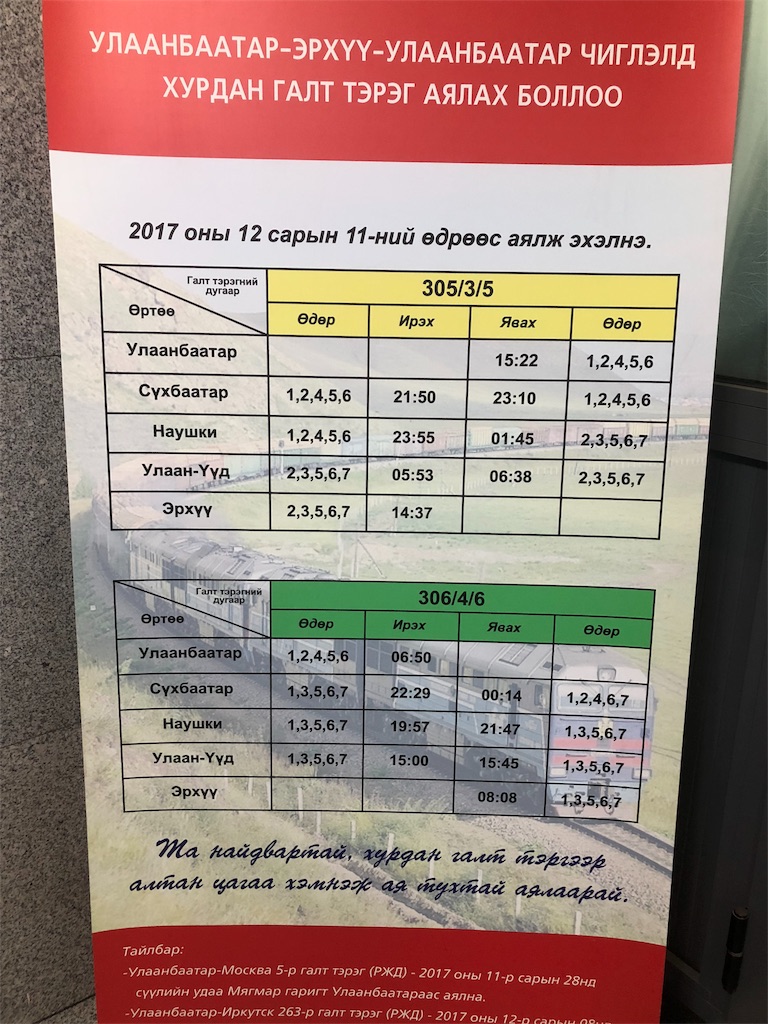 УЛААНБААТАР-ЭРХҮҮ-УЛААНБААТАР ЧИГЛЭЛД
ХУРДАН ГАЛТ ТЭРЭГ АЯЛАХ БОЛЛОО
2017 оны 12 сарын 11-ний өдрөөс аялж эхэлнэ.
Галт тэрэгний дугаар 305/3/5
Өртөө Өдөр Ирэх Явах Өдөр
Улаанбаатар 15:22 1,2,4,5,6
Сүхбаатар 1,2,4,5,6 21:50 23:10 1,2,4,5,6
Наушки 1,2,4,5,6 23:55 01:45 2,3,5,6,7
Улаан-Үүд 2,3,5,6,7 05:53 06:38 2,3,5,6,7
Эрхүү 2,3,5,6,7 14:37
Галт тэрэгний дугаар 306/4/6
Өртөө Өдөр Ирэх Явах Өдөр
Улаанбаатар 1,2,4,5,6 06:50
Сүхбаатар 1,3,5,6,7 22:29 00:14 1,2,4,6,7
Наушки 1,3,5,6,7 19:57 21:47 1,3,5,6,7
Улаан-Үүд 1,3,5,6,7 15:00 15:45 1,3,5,6,7
Эрхүү 08:08 1,3,5,6,7
Та найдвартай, хурдан галт тэргээр
алтан цагаа хэмнэж ая тухтай аялаарай.
Тайлбар:
-Улаанбаатар-Москва 5-р галт тэрэг (РЖД) - 2017 оны 11-р сарын 28нд
сүүлийн удаа Мягмар гаригт Улаанбаатараас аялна.
-Улаанбаатар-Иркутск 263-р галт тэрэг (РЖД) - 2017 оны 12-р сарын 08нд